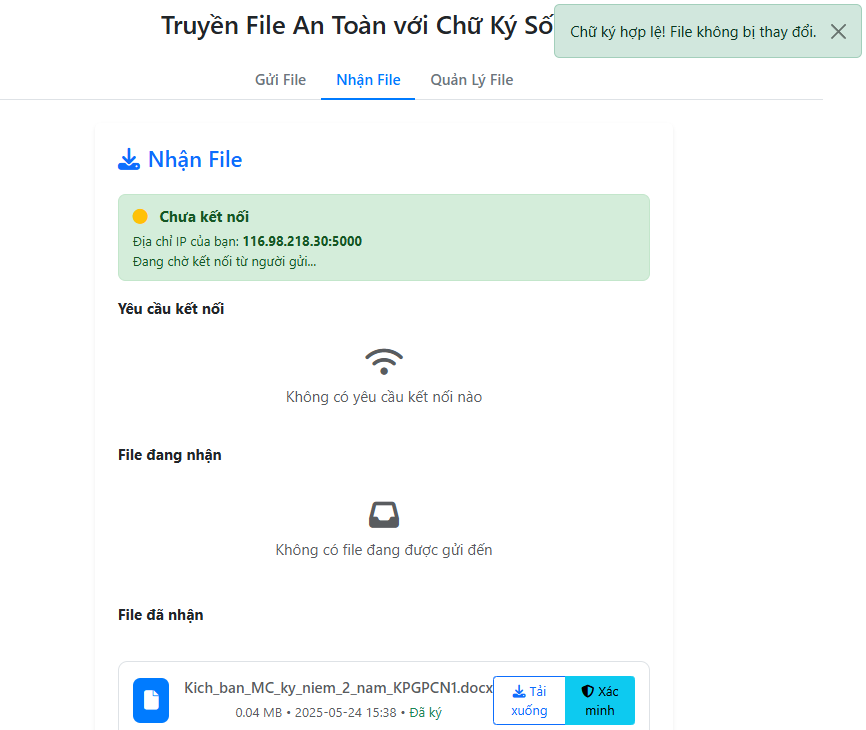 Truyền File An Toàn với Chữ Ký Số
Chữ ký hợp lệ! File không bị thay đổi.
Gửi File
Nhận File
Quản Lý File
Nhận File
Chưa kết nối
Địa chỉ IP của bạn: 116.98.218.30:5000
Đang chờ kết nối từ người gửi...
Yêu cầu kết nối
Không có yêu cầu kết nối nào
File đang nhận
Không có file đang được gửi đến
File đã nhận
Kich_ban_MC_ky_niem_2_nam_KPGPCN1.docx
0.04 MB • 2025-05-24 15:38 • Đã ký
Tải
xuống
Xác
minh